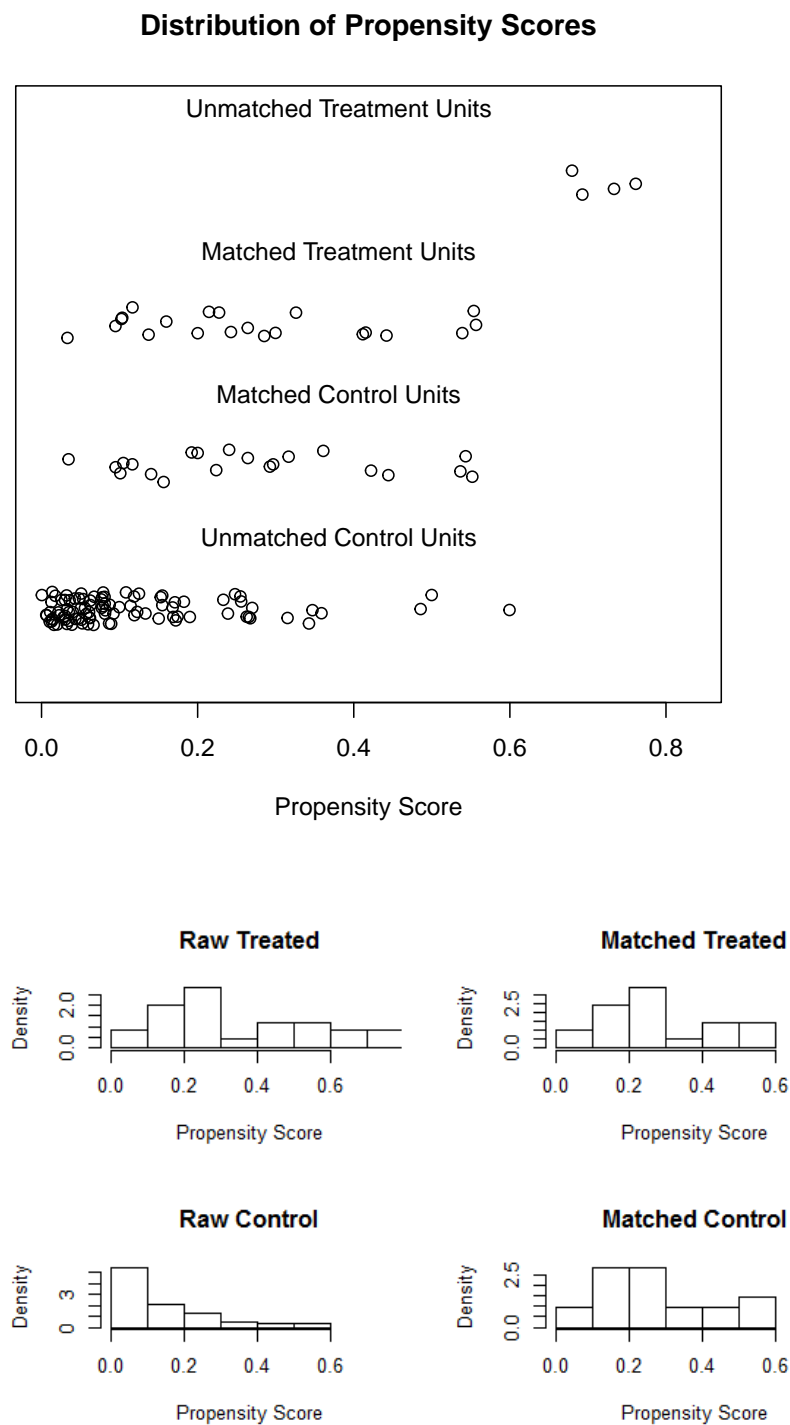 Distribution of Propensity Scores
Unmatched Treatment Units
Matched Treatment Units
Matched Control Units
Unmatched Control Units
0.0 0.2 0.4 0.6 0.8
Propensity Score
Raw Treated
Density
0.0 2.0
0.0 0.2 0.4 0.6
Propensity Score
Matched Treated
Density
0.0 2.5
0.0 0.2 0.4 0.6
Propensity Score
Raw Control
Density
0 3
0.0 0.2 0.4 0.6
Propensity Score
Matched Control
Density
0.0 2.5
0.0 0.2 0.4 0.6
Propensity Score